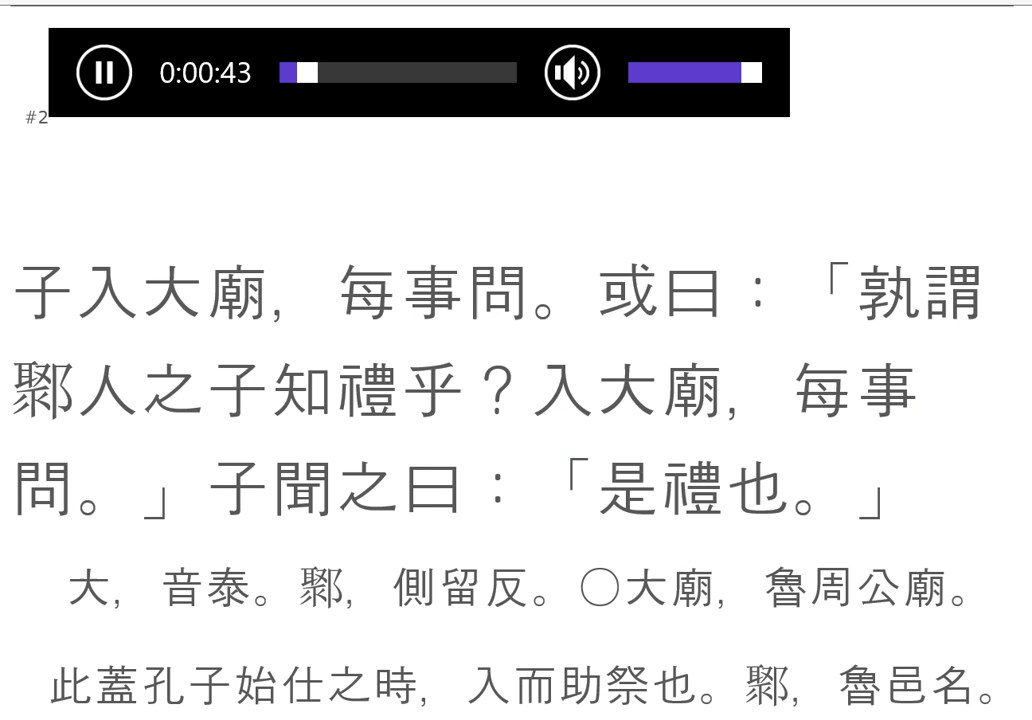 0:00:43
#2
子入大廟，每事問。或曰：「孰謂
鄹人之子知禮乎？入大廟，每事
問。」子聞之曰：「是禮也。」
大，音泰。鄹，側留反。○大廟，魯周公廟。
此蓋孔子始仕之時，入而助祭也。鄹，魯邑名。